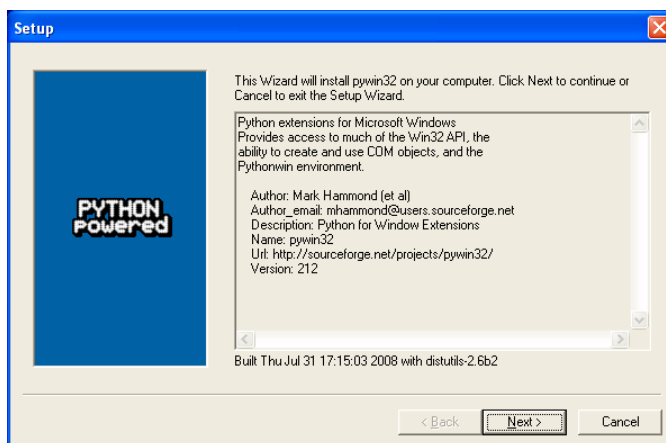 Setup
This Wizard will install pywin32 on your computer. Click Next to continue or
Cancel to exit the Setup Wizard.
Python extensions for Microsoft Windows
Provides access to much of the Win32 API, the
ability to create and use COM objects, and the
Pythonwin environment.
Author: Mark Hammond (et al)
Author_email: mhammond@users.sourceforge.net
Description: Python for Window Extensions
Name: pywin32
Url: http://sourceforge.net/projects/pywin32/
Version: 212
PYTHON
Powered
Built Thu Jul 31 17:15:03 2008 with distutils-2.6b2
< Back
Next >
Cancel